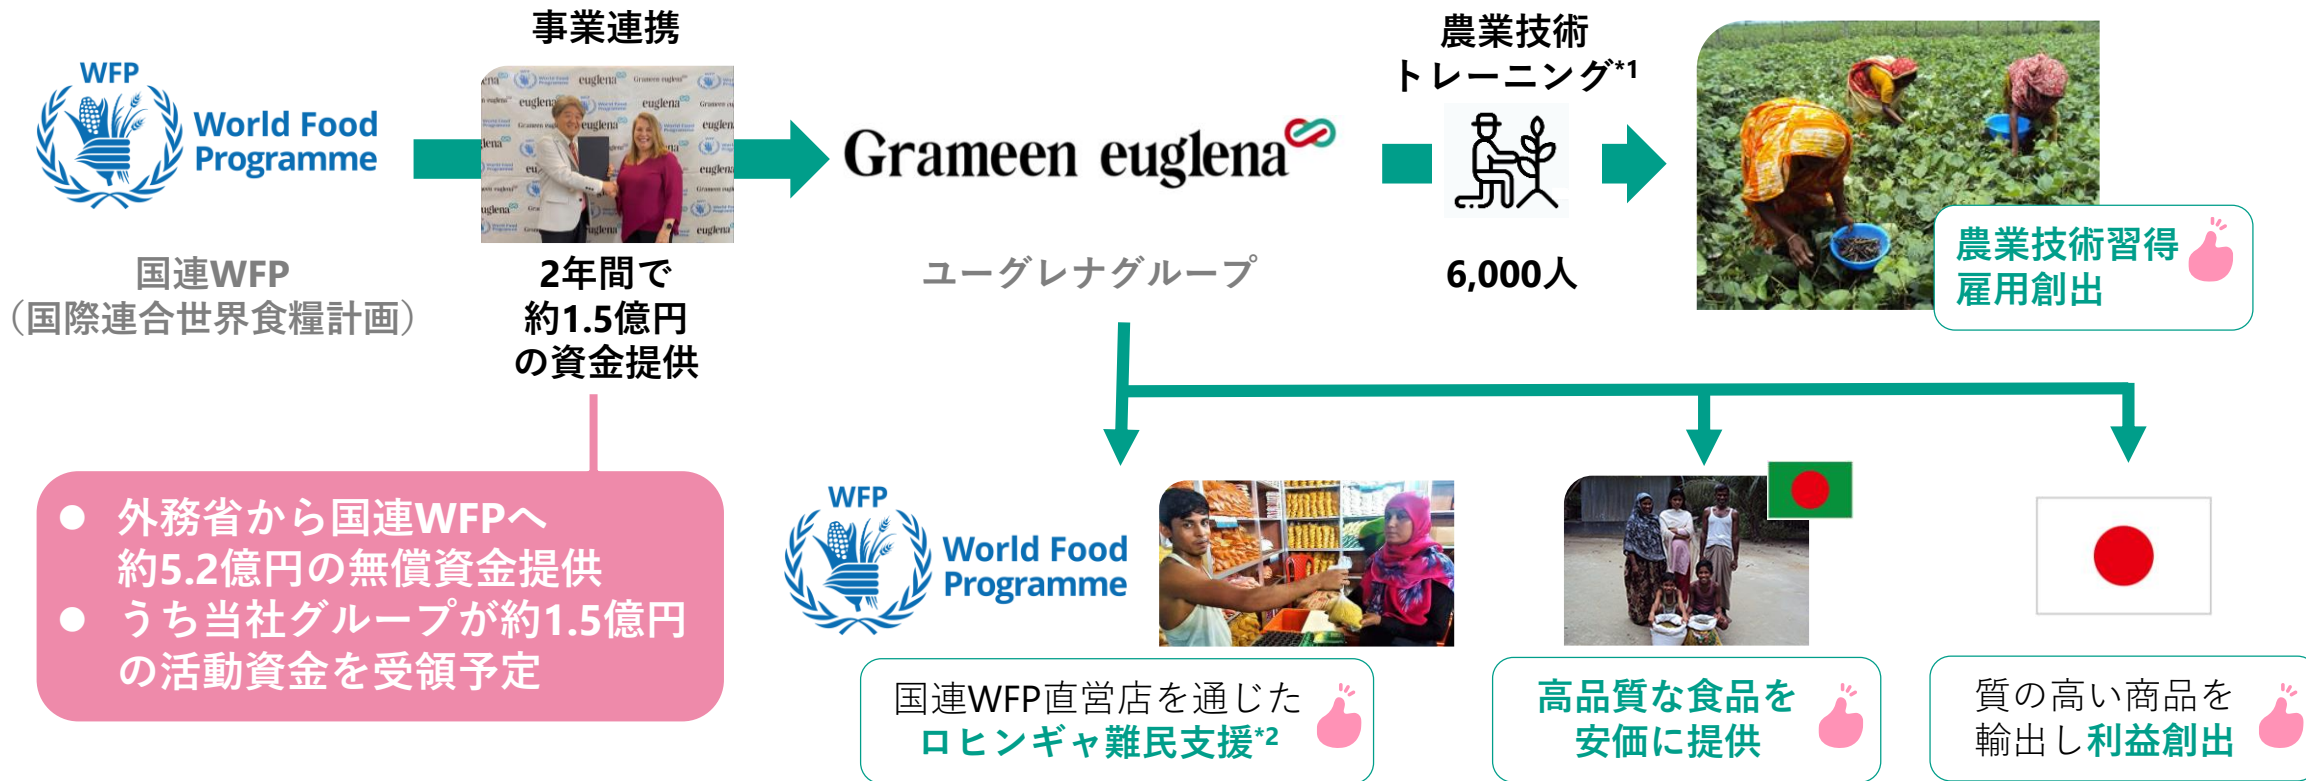 事業連携
WFP
World Food
Programme
国連WFP
（国際連合世界食糧計画）
2年間で
約1.5億円
の資金提供
Grameen euglena
ユーグレナグループ
農業技術
トレーニング*1
6,000人
農業技術習得
雇用創出
● 外務省から国連WFPへ
約5.2億円の無償資金提供
● うち当社グループが約1.5億円
の活動資金を受領予定
WFP
World Food
Programme
国連WFP直営店を通じた
ロヒンギャ難民支援*2
高品質な食品を
安価に提供
質の高い商品を
輸出し利益創出